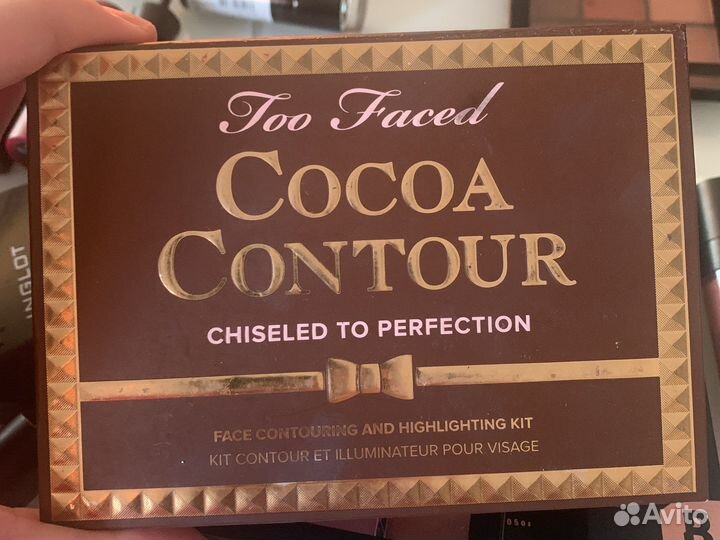 Too Faced
COCOA
CONTOUR
CHISELED TO PERFECTION
FACE CONTOURING AND HIGHLIGHTING KIT
KIT CONTOUR ET ILLUMINATEUR POUR VISAGE
INGLOT
Avito